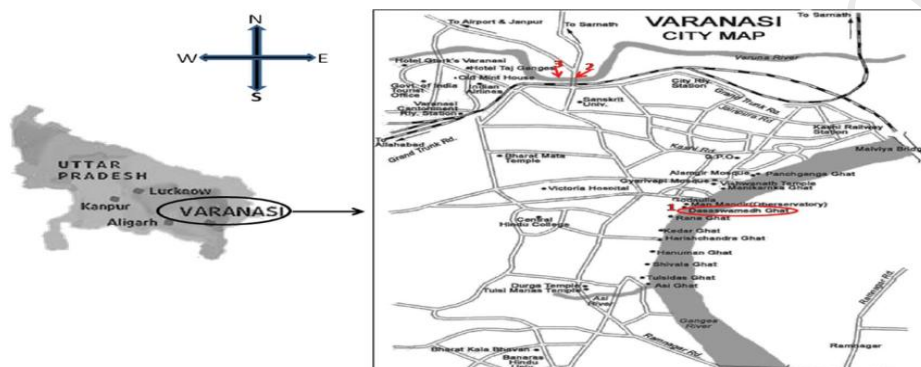 N
W E
S
UTTAR
PRADESH
Lucknow
Kanpur
VARANASI
Aligarh
VARANASI
CITY MAP
To Airport & Janpur
To Sarnath
To Sarnath
Varuna River
3
2
Hotel Clark's Varanasi
Hotel Taj Ganges
Old Mint House
Govt. of India
Tourist
Office
Indian
Airlines
Varanasi
Cantonment
Rly. Station
City Rly.
Station
Sanskrit
Univ.
Grand Trunk Rd.
Kashi Railway
Station
To
Allahabad
Grand Trunk Rd.
Kashi Rd.
Malviya Bridge
Bharat Mata
Temple
G.P.O
Alamgir Mosque
Panchganga Ghat
Gyanvapi Mosque
Vishwanath Temple
Manikarnika Ghat
Victoria Hospital
Godaulia
1
Dasaswamedh Ghat
Rana Ghat
Central
Hindu College
Kedar Ghat
Harishchandra Ghat
Hanuman Ghat
Shivala Ghat
Tulsidas Ghat
Asi Ghat
Durga Temple
Tulsi Manas Temple
Asi
River
Ganges
River
Ramnagar Rd.
Ramnagar Rd.
Ramnagar
Bharat Kala Bhavan
Banaras
Hindu